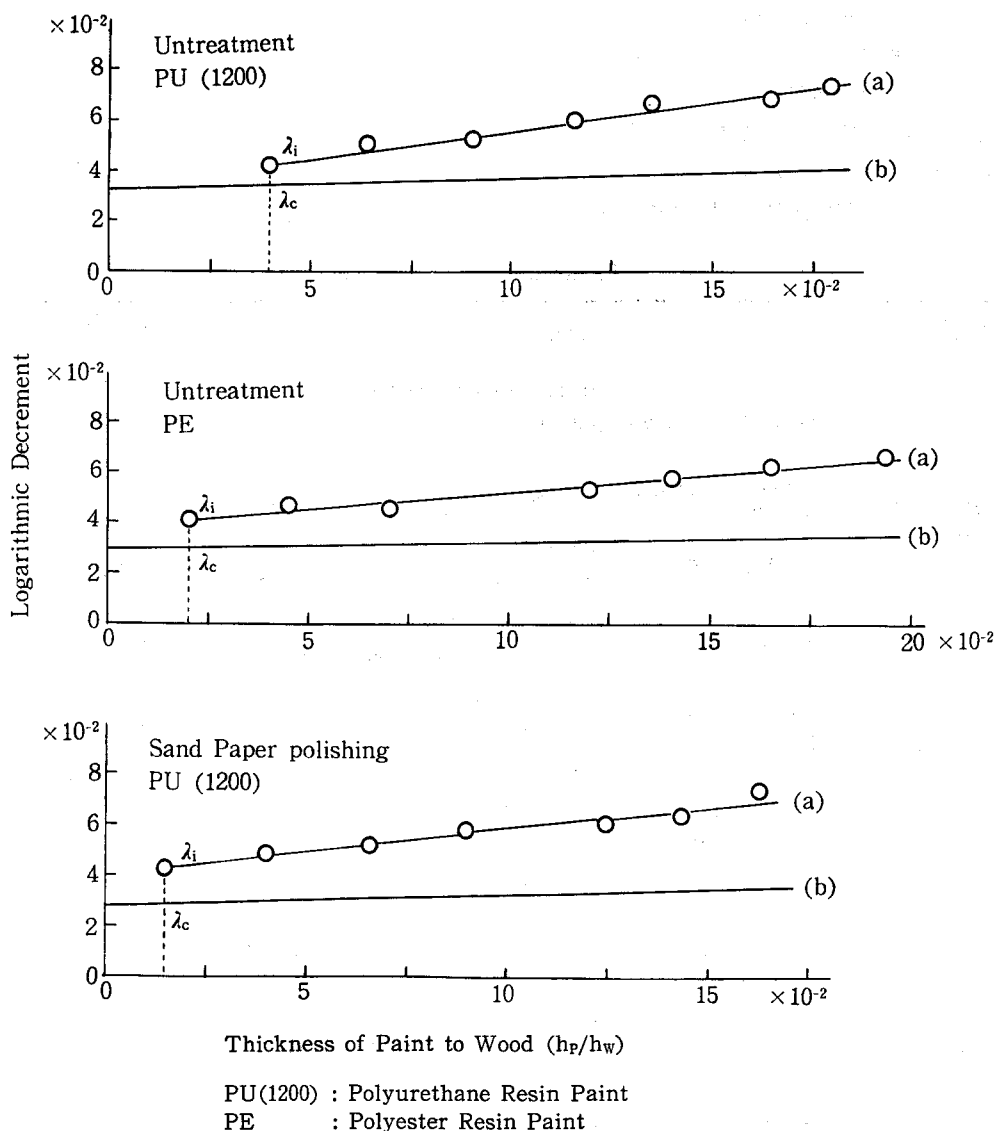 ×10⁻²
Untreatment
PU (1200)
8
6
4
2
0
λi
λc
(a)
(b)
0 5 10 15 ×10⁻²
Logarithmic Decrement
×10⁻²
Untreatment
PE
8
6
4
2
0
λi
λc
(a)
(b)
0 5 10 15 20 ×10⁻²
×10⁻²
Sand Paper polishing
PU (1200)
8
6
4
2
0
λi
λc
(a)
(b)
0 5 10 15 ×10⁻²
Thickness of Paint to Wood (hP/hW)
PU(1200) : Polyurethane Resin Paint
PE : Polyester Resin Paint